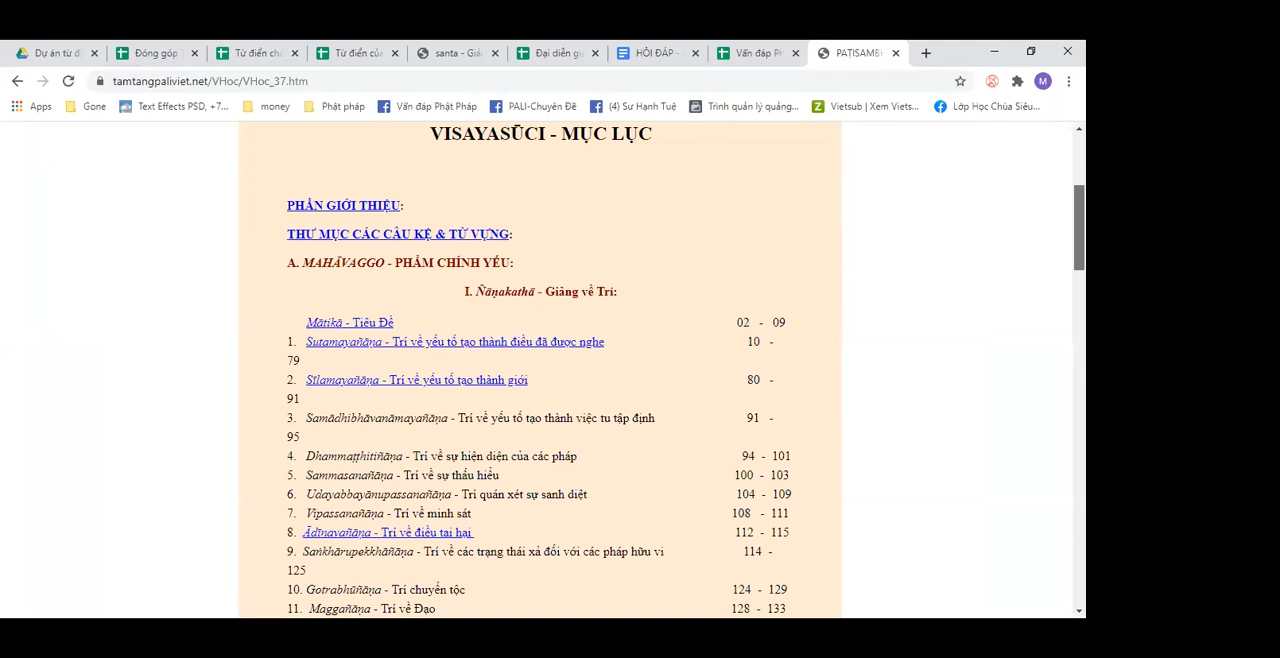 Dự án từ đ
Đóng góp T
Từ điển chơ
Từ điển của
santa - Giá
Đại diễn gi
HỎI ĐÁP -
Vấn đáp Ph
PAṬISAMBH
tamtangpaliviet.net/VHoc/VHoc_37.htm
M
Apps
Gone
Text Effects PSD, +7...
money
Phật pháp
Vấn đáp Phật Pháp
PALI-Chuyên Đề
(4) Sư Hạnh Tuệ
Trình quản lý quảng...
Vietsub | Xem Viets...
Lớp Học Chùa Siêu...
VISAYASŪCI - MỤC LỤC
PHẦN GIỚI THIỆU:
THƯ MỤC CÁC CÂU KỆ & TỪ VỰNG:
A. MAHĀVAGGO - PHẨM CHÍNH YẾU:
I. Ñāṇakathā - Giảng về Trí:
Mātikā - Tiêu Đề 02 - 09
1. Sutamayañāṇa - Trí về yếu tố tạo thành điều đã được nghe 10 -
79
2. Sīlamayañāṇa - Trí về yếu tố tạo thành giới 80 -
91
3. Samādhibhāvanāmayañāṇa - Trí về yếu tố tạo thành việc tu tập định 91 -
95
4. Dhammaṭṭhitiñāṇa - Trí về sự hiện diện của các pháp 94 - 101
5. Sammasanañāṇa - Trí về sự thấu hiểu 100 - 103
6. Udayabbayānupassanañāṇa - Trí quán xét sự sanh diệt 104 - 109
7. Vipassanañāṇa - Trí về minh sát 108 - 111
8. Ādīnavañāṇa - Trí về điều tai hại 112 - 115
9. Saṅkhārupekkhāñāṇa - Trí về các trạng thái xả đối với các pháp hữu vi 114 -
125
10. Gotrabhūñāṇa - Trí chuyển tộc 124 - 129
11. Maggañāṇa - Trí về Đạo 128 - 133